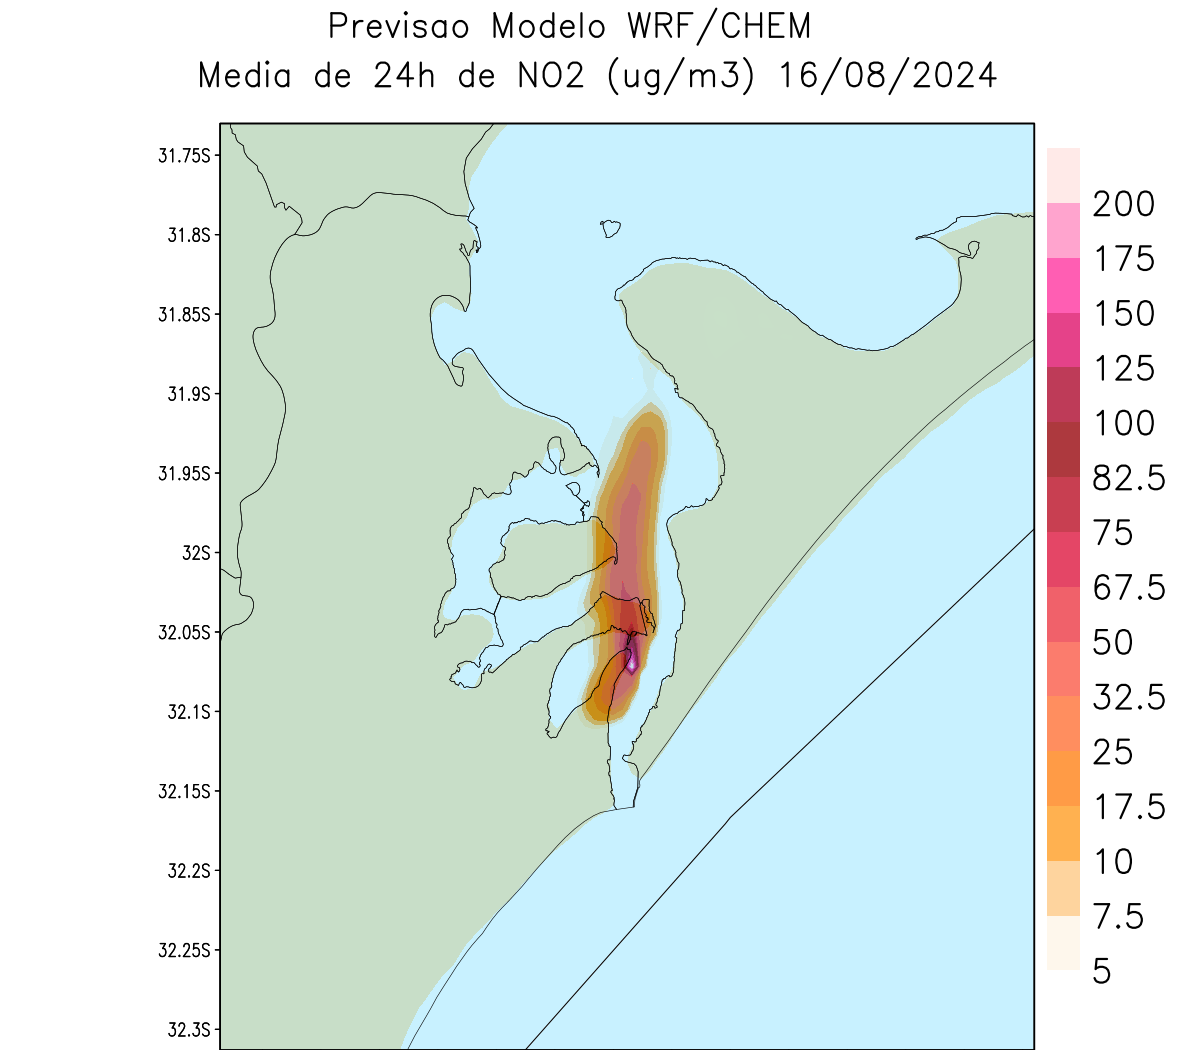 Previsao Modelo WRF/CHEM
Media de 24h de NO2 (ug/m3) 16/08/2024
31.75S
31.8S
31.85S
31.9S
31.95S
32S
32.05S
32.1S
32.15S
32.2S
32.25S
32.3S
200
175
150
125
100
82.5
75
67.5
50
32.5
25
17.5
10
7.5
5